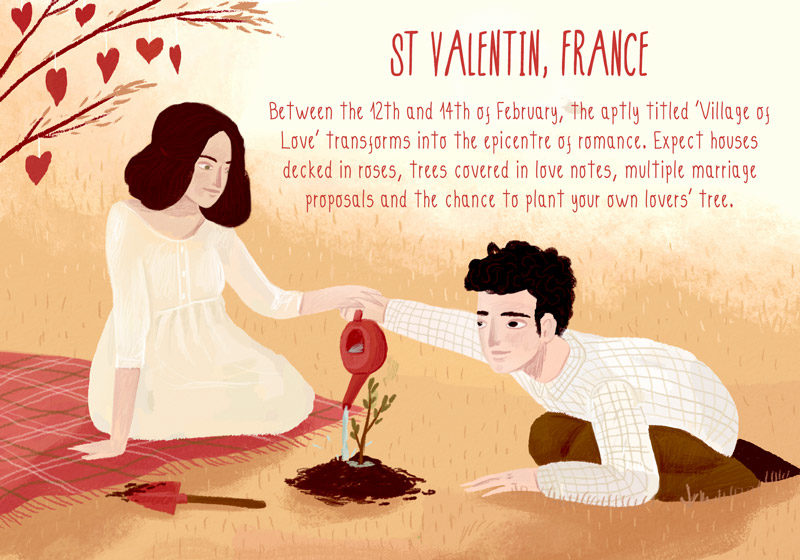 ST VALENTIN, FRANCE
Between the 12th and 14th of February, the aptly titled 'Village of
Love' transforms into the epicentre of romance. Expect houses
decked in roses, trees covered in love notes, multiple marriage
proposals and the chance to plant your own lovers' tree.